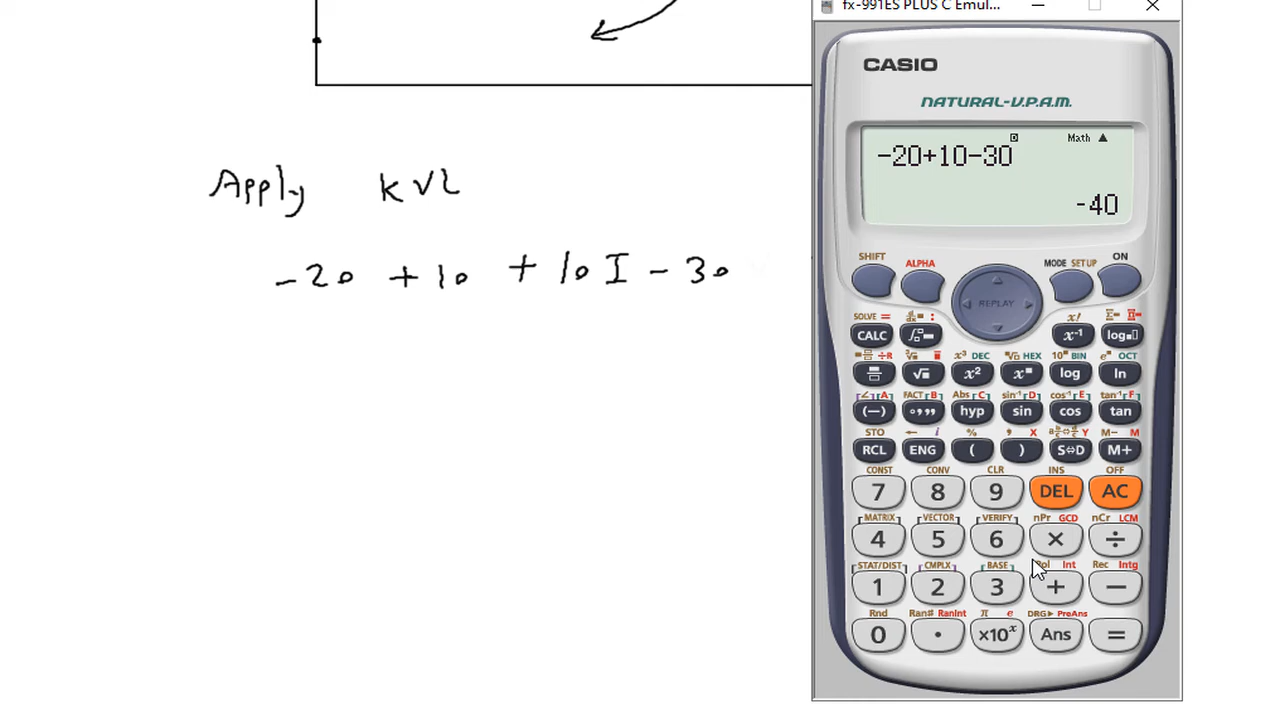 fx-991ES PLUS C Emul...
CASIO
NATURAL-V.P.A.M.
D Math ▲
-20+10-30
-40
Apply KVL
-20 +10 + 10 I - 30
SHIFT ALPHA MODE SETUP ON
REPLAY
SOLVE = : x! Σ-
CALC x⁻¹ log
÷R x³ DEC HEX 10 BIN e OCT
√ x² x log ln
∠ [A] FACT [B] Abs [C] sin⁻¹ [D] cos⁻¹ [E] tan⁻¹ [F]
(−) °,,, hyp sin cos tan
STO ← i % , X a b/c⇔d/c Y M− M
RCL ENG ( ) S⇔D M+
CONST CONV CLR INS OFF
7 8 9 DEL AC
MATRIX VECTOR VERIFY nPr GCD nCr LCM
4 5 6 × ÷
STAT/DIST CMPLX BASE Pol Int Rec Intg
1 2 3 + −
Rnd Ran# RanInt π e DRG▶ PreAns
0 . ×10ˣ Ans =